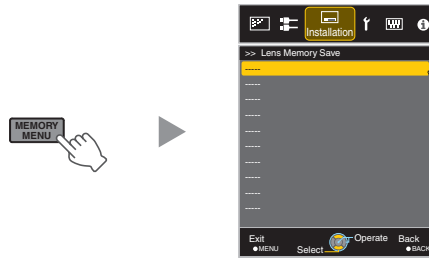 MEMORY
MENU
Installation
>> Lens Memory Save
-----
-----
-----
-----
-----
-----
-----
-----
-----
-----
Exit
●MENU
Select
Operate
Back
●BACK